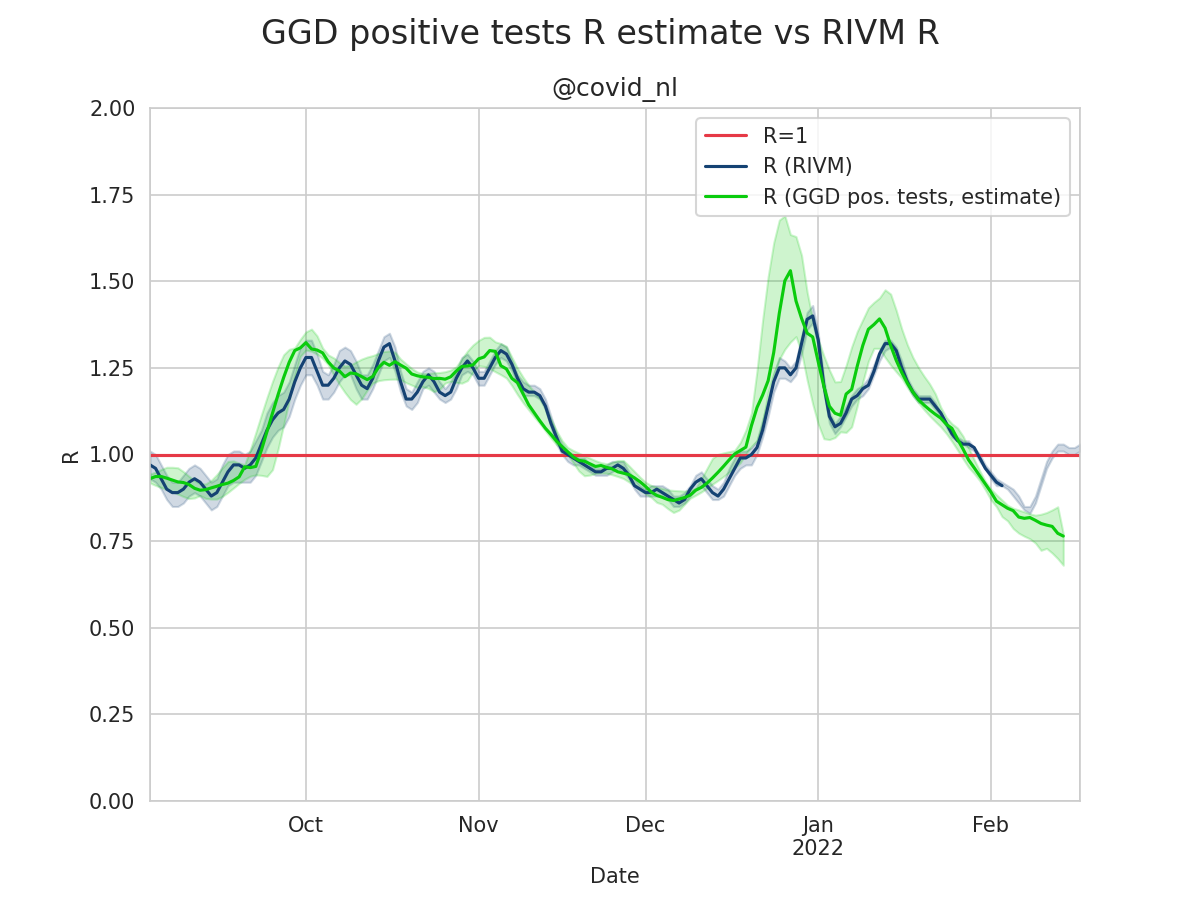 GGD positive tests R estimate vs RIVM R
@covid_nl
R=1
R (RIVM)
R (GGD pos. tests, estimate)
2.00
1.75
1.50
1.25
1.00
0.75
0.50
0.25
0.00
R
Oct
Nov
Dec
Jan
2022
Feb
Date